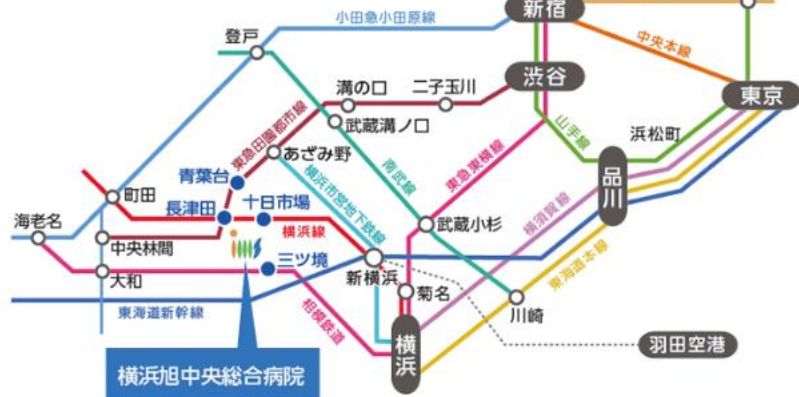 小田急小田原線
新宿
登戸
中央本線
渋谷
東京
溝の口
二子玉川
武蔵溝ノ口
山手線
浜松町
東急田園都市線
あざみ野
青葉台
南武線
東急東横線
品川
町田
長津田
十日市場
横浜市営地下鉄線
横須賀線
海老名
中央林間
横浜線
武蔵小杉
大和
三ツ境
新横浜
東海道本線
菊名
川崎
東海道新幹線
相模鉄道
横浜
羽田空港
横浜旭中央総合病院